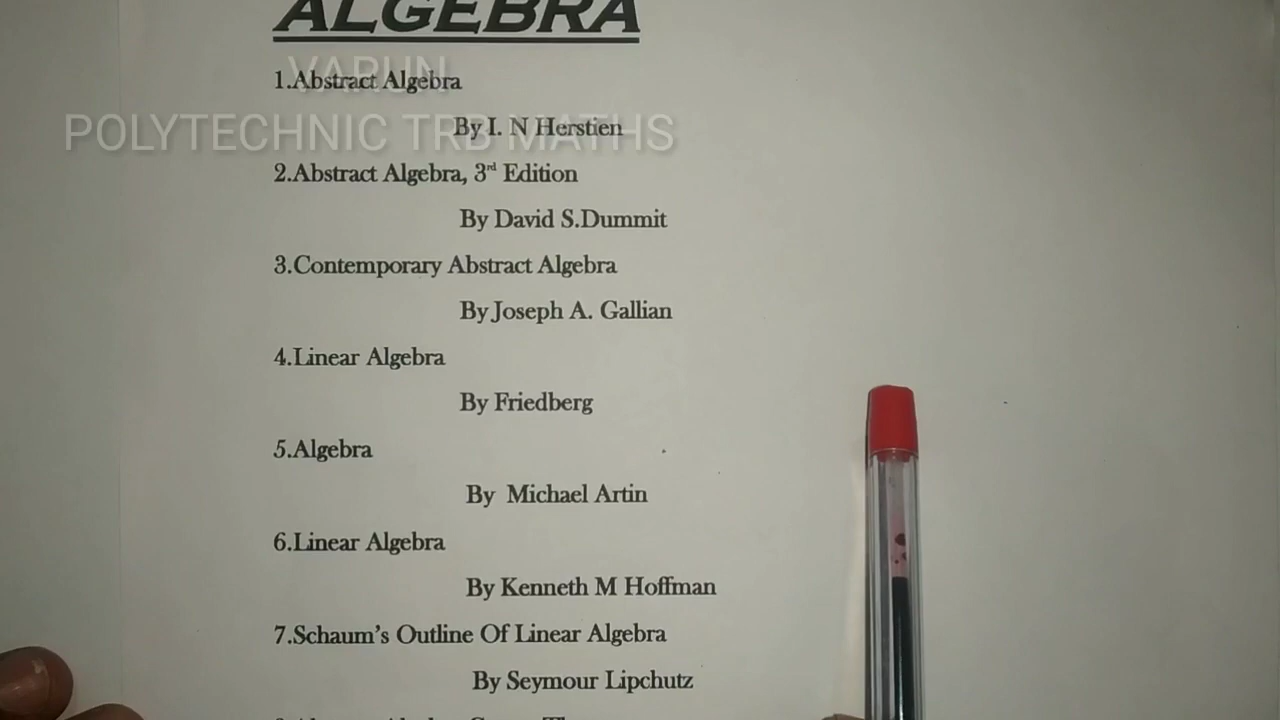 ALGEBRA
VARUN
1.Abstract Algebra
POLYTECHNIC TRB MATHS
By I. N Herstien
2.Abstract Algebra, 3rd Edition
By David S.Dummit
3.Contemporary Abstract Algebra
By Joseph A. Gallian
4.Linear Algebra
By Friedberg
5.Algebra
By Michael Artin
6.Linear Algebra
By Kenneth M Hoffman
7.Schaum's Outline Of Linear Algebra
By Seymour Lipchutz